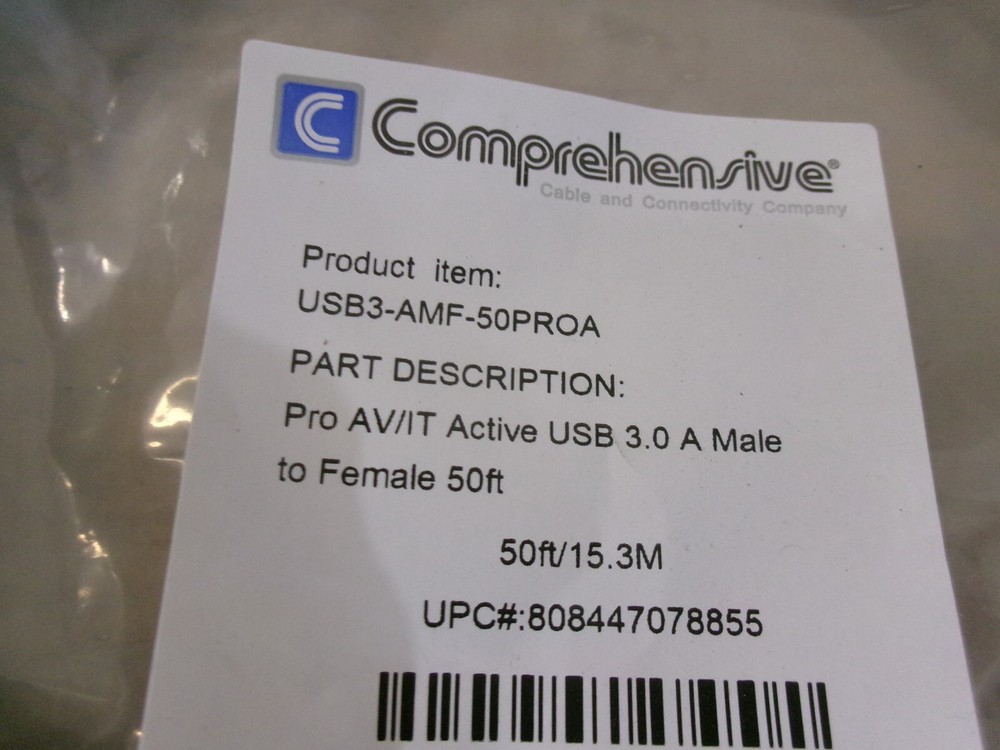 C Comprehensive®
Cable and Connectivity Company
Product item:
USB3-AMF-50PROA
PART DESCRIPTION:
Pro AV/IT Active USB 3.0 A Male
to Female 50ft
50ft/15.3M
UPC#:808447078855